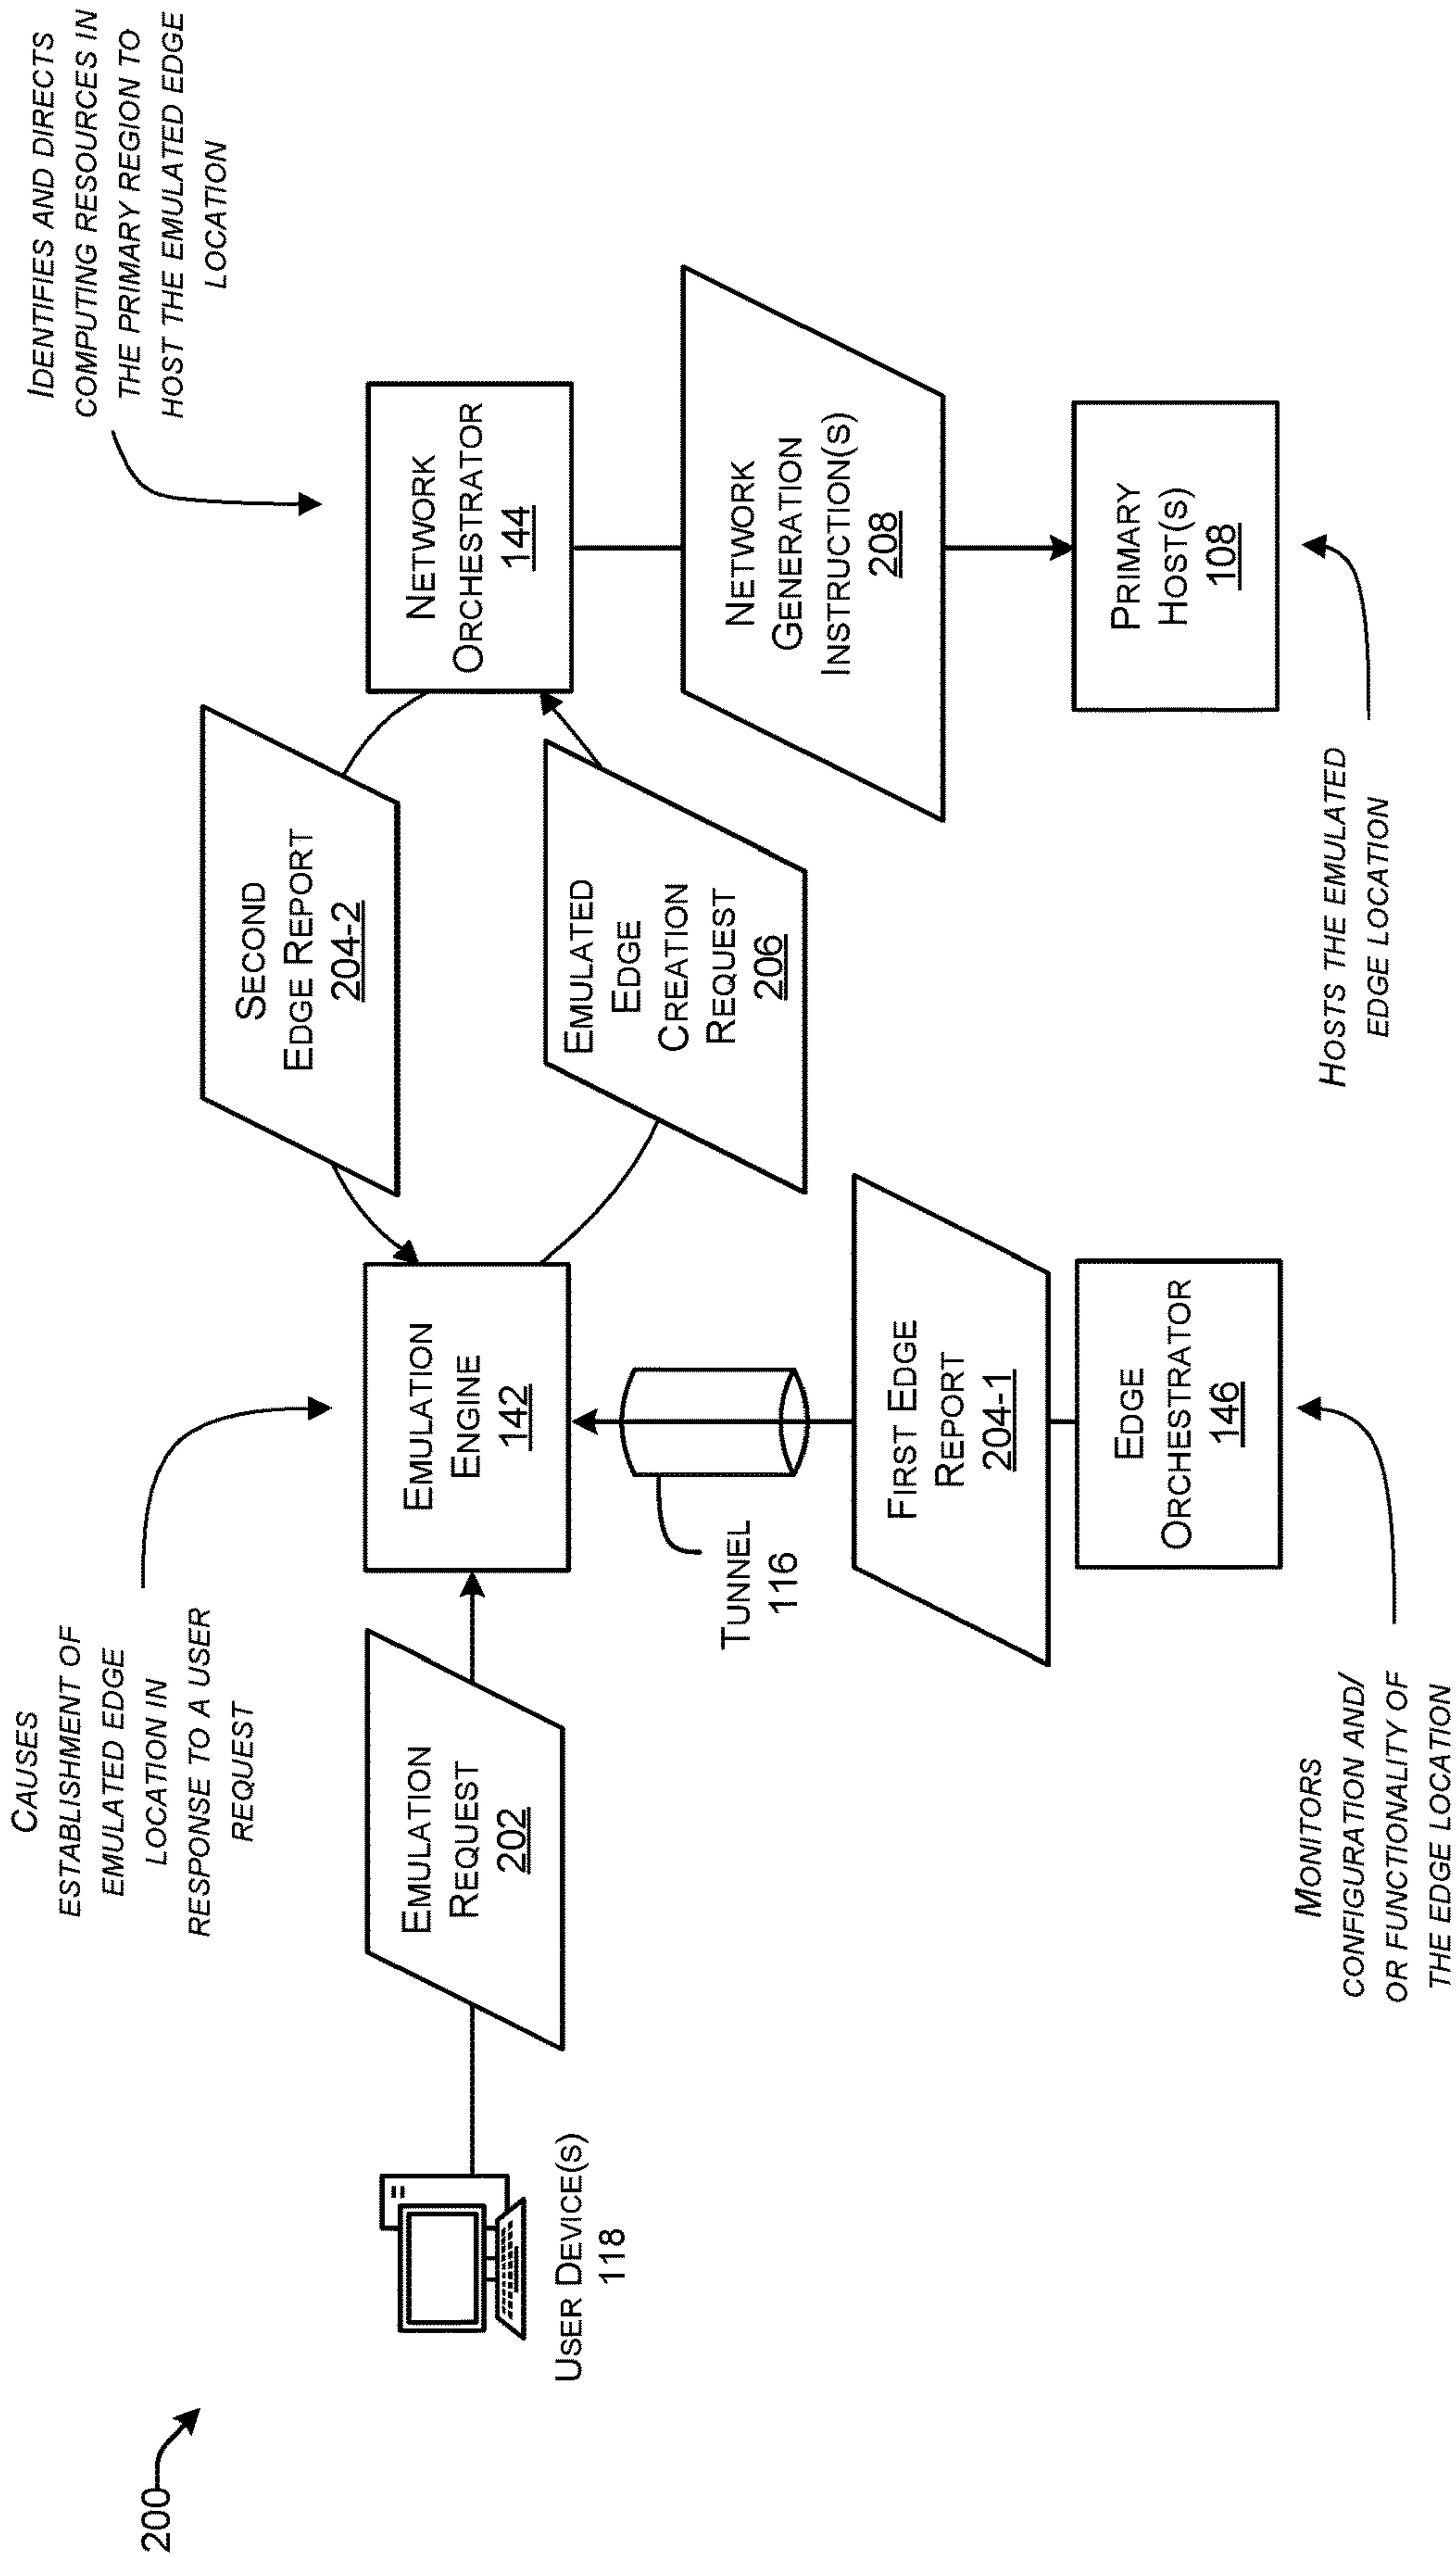 200
USER DEVICE(S)
118
EMULATION
REQUEST
202
CAUSES
ESTABLISHMENT OF
EMULATED EDGE
LOCATION IN
RESPONSE TO A USER
REQUEST
EMULATION
ENGINE
142
TUNNEL
116
FIRST EDGE
REPORT
204-1
EDGE
ORCHESTRATOR
146
MONITORS
CONFIGURATION AND/
OR FUNCTIONALITY OF
THE EDGE LOCATION
SECOND
EDGE REPORT
204-2
EMULATED
EDGE
CREATION
REQUEST
206
IDENTIFIES AND DIRECTS
COMPUTING RESOURCES IN
THE PRIMARY REGION TO
HOST THE EMULATED EDGE
LOCATION
NETWORK
ORCHESTRATOR
144
NETWORK
GENERATION
INSTRUCTION(S)
208
PRIMARY
HOST(S)
108
HOSTS THE EMULATED
EDGE LOCATION